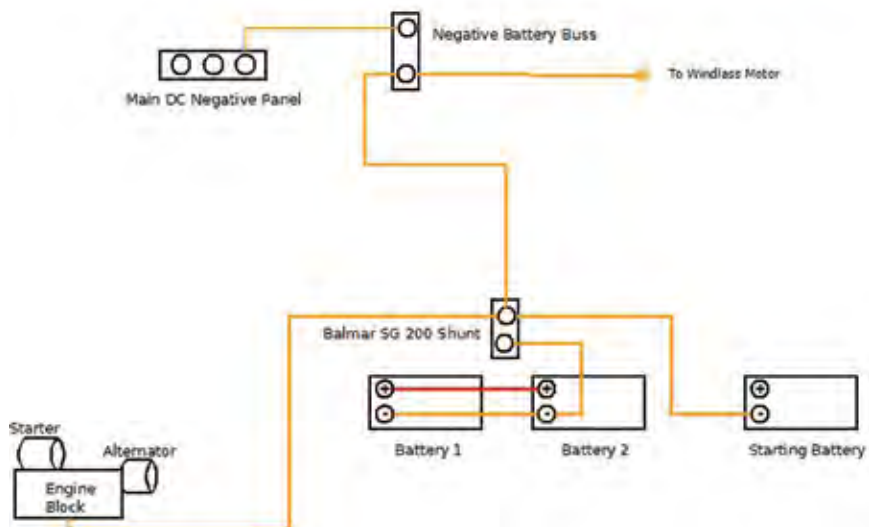 Negative Battery Buss
To Windlass Motor
Main DC Negative Panel
Balmar SG 200 Shunt
+
+
+
-
-
-
Battery 1
Battery 2
Starting Battery
Starter
Alternator
Engine
Block